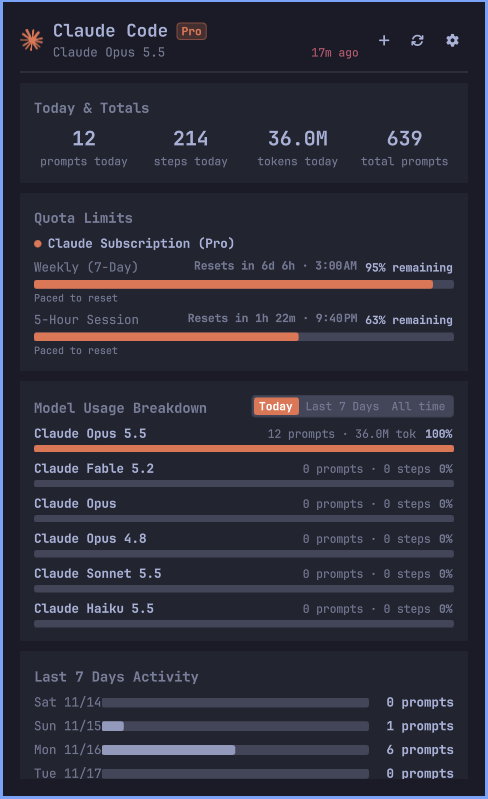 Claude Code Pro
Claude Opus 5.5
17m ago
Today & Totals
12 214 36.0M 639
prompts today steps today tokens today total prompts
Quota Limits
Claude Subscription (Pro)
Weekly (7-Day) Resets in 6d 6h · 3:00AM 95% remaining
Paced to reset
5-Hour Session Resets in 1h 22m · 9:40PM 63% remaining
Paced to reset
Model Usage Breakdown Today Last 7 Days All time
Claude Opus 5.5 12 prompts · 36.0M tok 100%
Claude Fable 5.2 0 prompts · 0 steps 0%
Claude Opus 0 prompts · 0 steps 0%
Claude Opus 4.8 0 prompts · 0 steps 0%
Claude Sonnet 5.5 0 prompts · 0 steps 0%
Claude Haiku 5.5 0 prompts · 0 steps 0%
Last 7 Days Activity
Sat 11/14 0 prompts
Sun 11/15 1 prompts
Mon 11/16 6 prompts
Tue 11/17 0 prompts